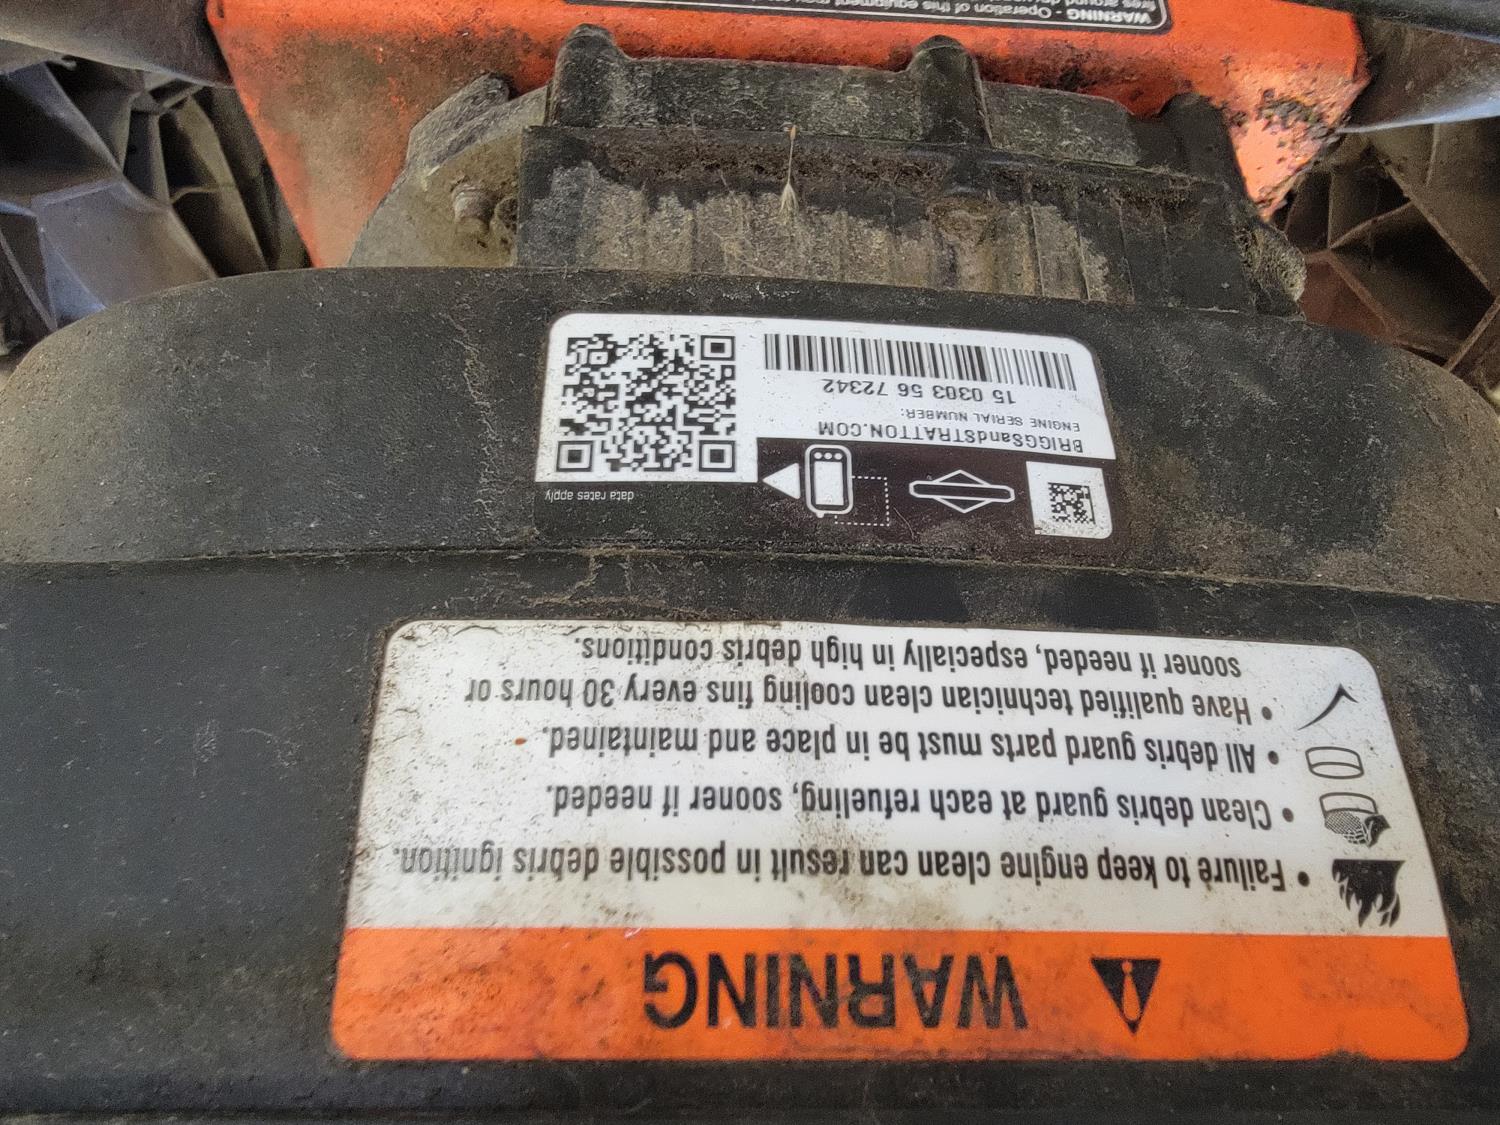 WARNING
• Failure to keep engine clean can result in possible debris ignition.
• Clean debris guard at each refueling, sooner if needed.
• All debris guard parts must be in place and maintained.
• Have qualified technician clean cooling fins every 30 hours or
sooner if needed, especially in high debris conditions.
data rates apply
BRIGGSandSTRATTON.COM
ENGINE SERIAL NUMBER:
15 0303 56 72342
WARNING - Operation of this equipment may
fires around